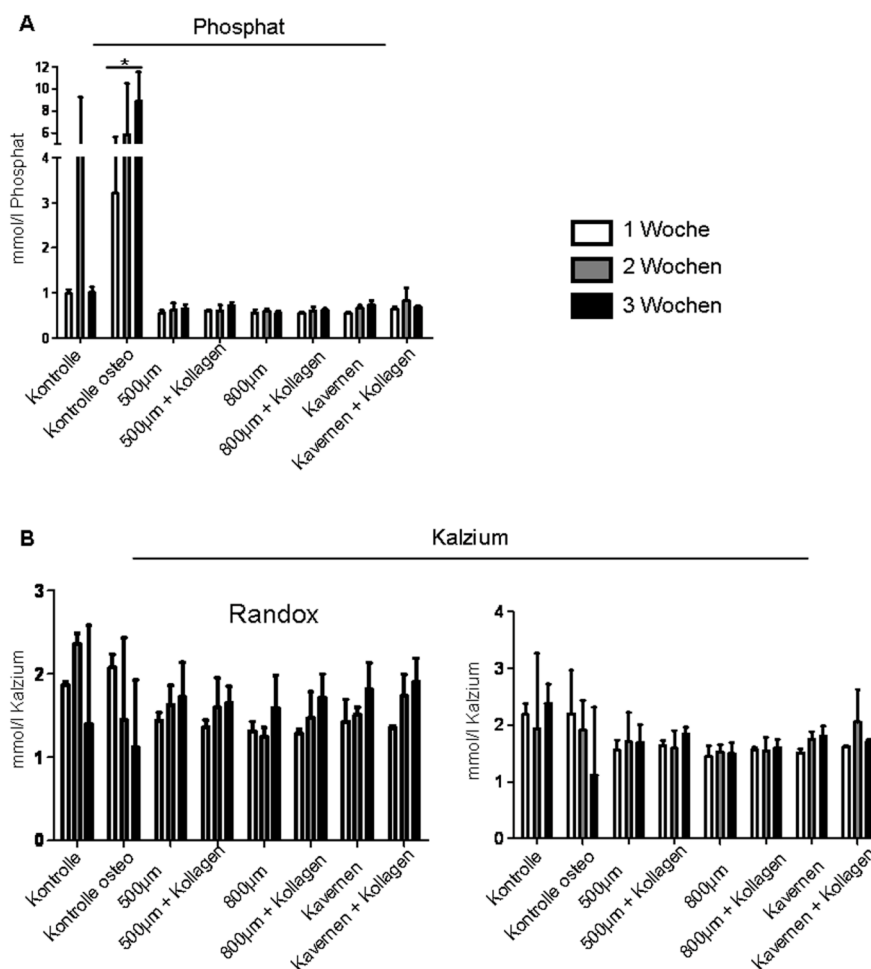 A
Phosphat
*
12
10
8
6
4
3
2
1
0
mmol/l Phosphat
Kontrolle
Kontrolle osteo
500µm
500µm + Kollagen
800µm
800µm + Kollagen
Kavernen
Kavernen + Kollagen
1 Woche
2 Wochen
3 Wochen
B
Kalzium
Randox
3
2
1
0
mmol/l Kalzium
Kontrolle
Kontrolle osteo
500µm
500µm + Kollagen
800µm
800µm + Kollagen
Kavernen
Kavernen + Kollagen
4
3
2
1
0
mmol/l Kalzium
Kontrolle
Kontrolle osteo
500µm
500µm + Kollagen
800µm
800µm + Kollagen
Kavernen
Kavernen + Kollagen